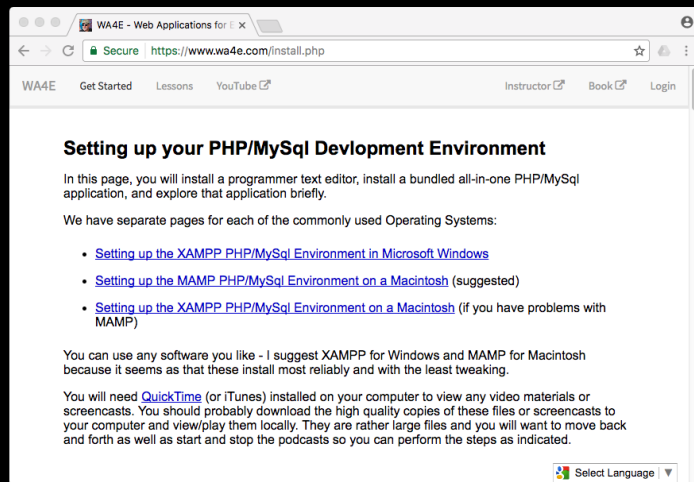 WA4E - Web Applications for E
Secure https://www.wa4e.com/install.php
WA4E Get Started Lessons YouTube Instructor Book Login
Setting up your PHP/MySql Devlopment Environment
In this page, you will install a programmer text editor, install a bundled all-in-one PHP/MySql
application, and explore that application briefly.
We have separate pages for each of the commonly used Operating Systems:
• Setting up the XAMPP PHP/MySql Environment in Microsoft Windows
• Setting up the MAMP PHP/MySql Environment on a Macintosh (suggested)
• Setting up the XAMPP PHP/MySql Environment on a Macintosh (if you have problems with
MAMP)
You can use any software you like - I suggest XAMPP for Windows and MAMP for Macintosh
because it seems as that these install most reliably and with the least tweaking.
You will need QuickTime (or iTunes) installed on your computer to view any video materials or
screencasts. You should probably download the high quality copies of these files or screencasts to
your computer and view/play them locally. They are rather large files and you will want to move back
and forth as well as start and stop the podcasts so you can perform the steps as indicated.
Select Language